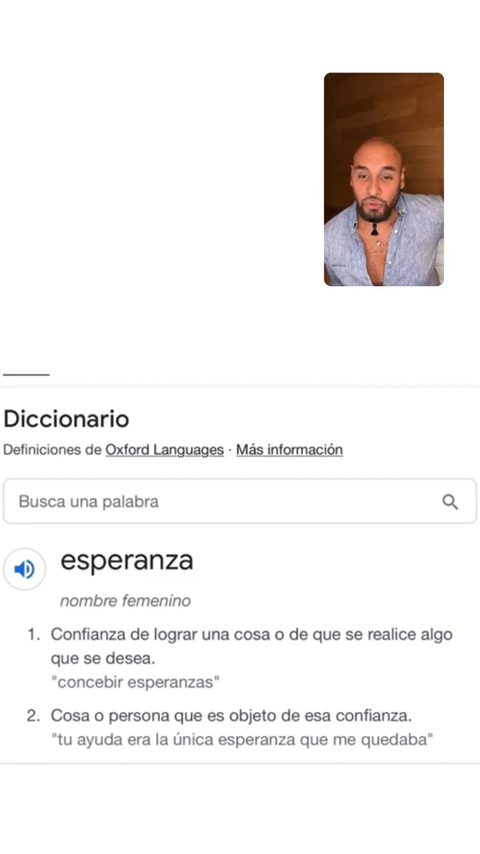 Diccionario
Definiciones de Oxford Languages · Más información
Busca una palabra
esperanza
nombre femenino
1. Confianza de lograr una cosa o de que se realice algo
que se desea.
"concebir esperanzas"
2. Cosa o persona que es objeto de esa confianza.
"tu ayuda era la única esperanza que me quedaba"